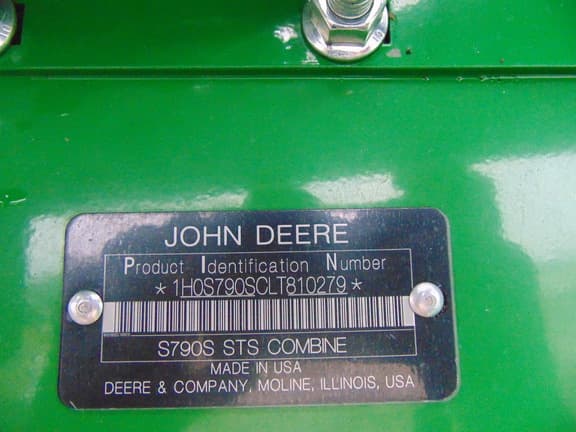 JOHN DEERE
Product Identification Number
*1H0S790SCLT810279*
S790S STS COMBINE
MADE IN USA
DEERE & COMPANY, MOLINE, ILLINOIS, USA